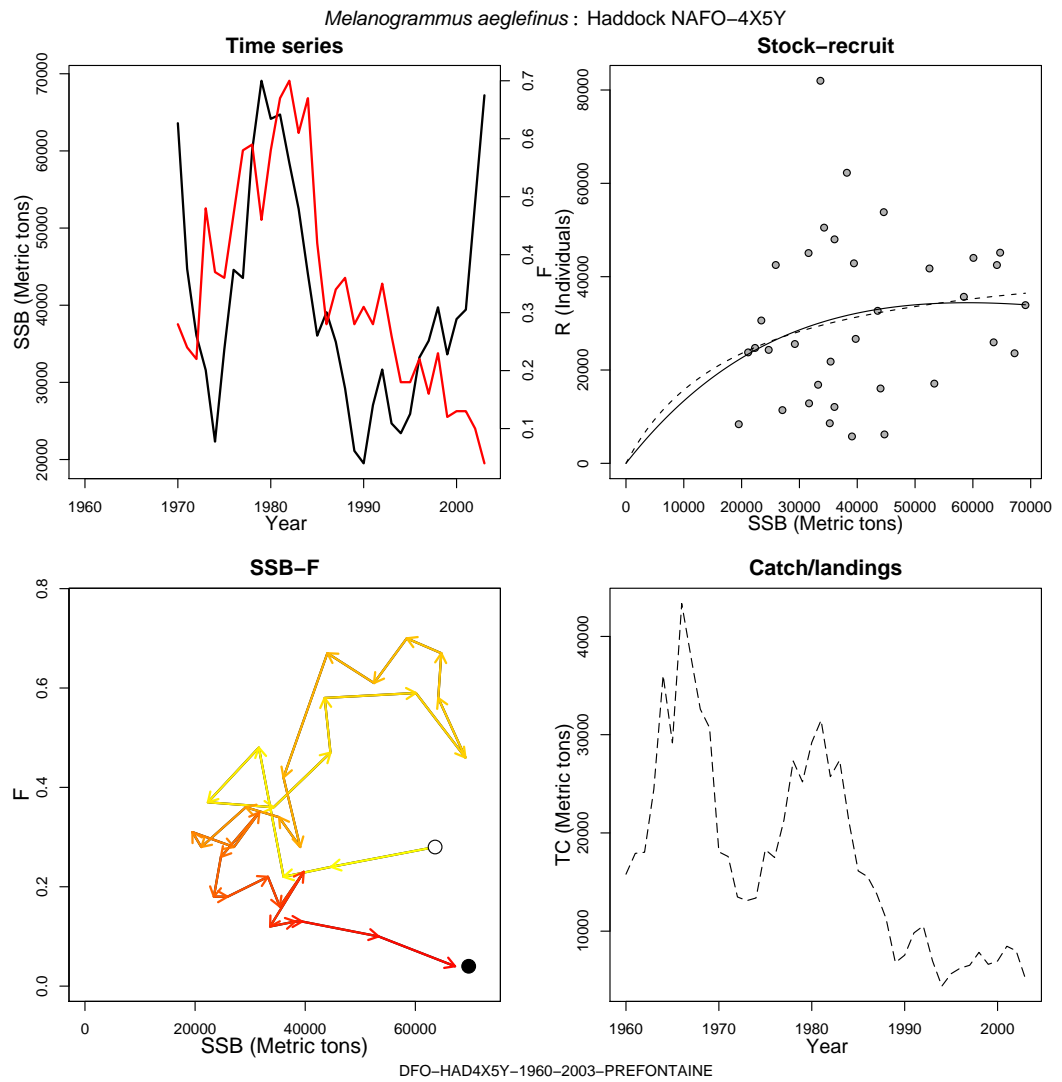 Melanogrammus aeglefinus : Haddock NAFO−4X5Y
Time series
70000
60000
50000
40000
30000
20000
SSB (Metric tons)
0.7
0.6
0.5
0.4
0.3
0.2
0.1
F
1960 1970 1980 1990 2000
Year
Stock−recruit
80000
60000
40000
20000
0
R (Individuals)
0 10000 20000 30000 40000 50000 60000 70000
SSB (Metric tons)
SSB−F
0.8
0.6
0.4
0.2
0.0
F
0 20000 40000 60000
SSB (Metric tons)
Catch/landings
40000
30000
20000
10000
TC (Metric tons)
1960 1970 1980 1990 2000
Year
DFO−HAD4X5Y−1960−2003−PREFONTAINE